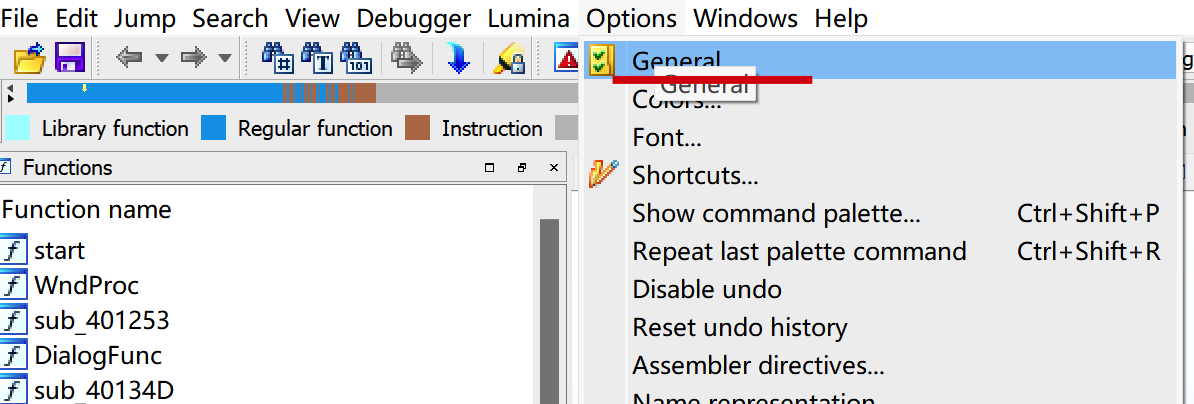 File Edit Jump Search View Debugger Lumina Options Windows Help
General
General
Colors...
Library function Regular function Instruction
Font...
Functions
Shortcuts...
Function name
Show command palette... Ctrl+Shift+P
start
Repeat last palette command Ctrl+Shift+R
WndProc
Disable undo
sub_401253
Reset undo history
DialogFunc
Assembler directives...
sub_40134D
Name representation